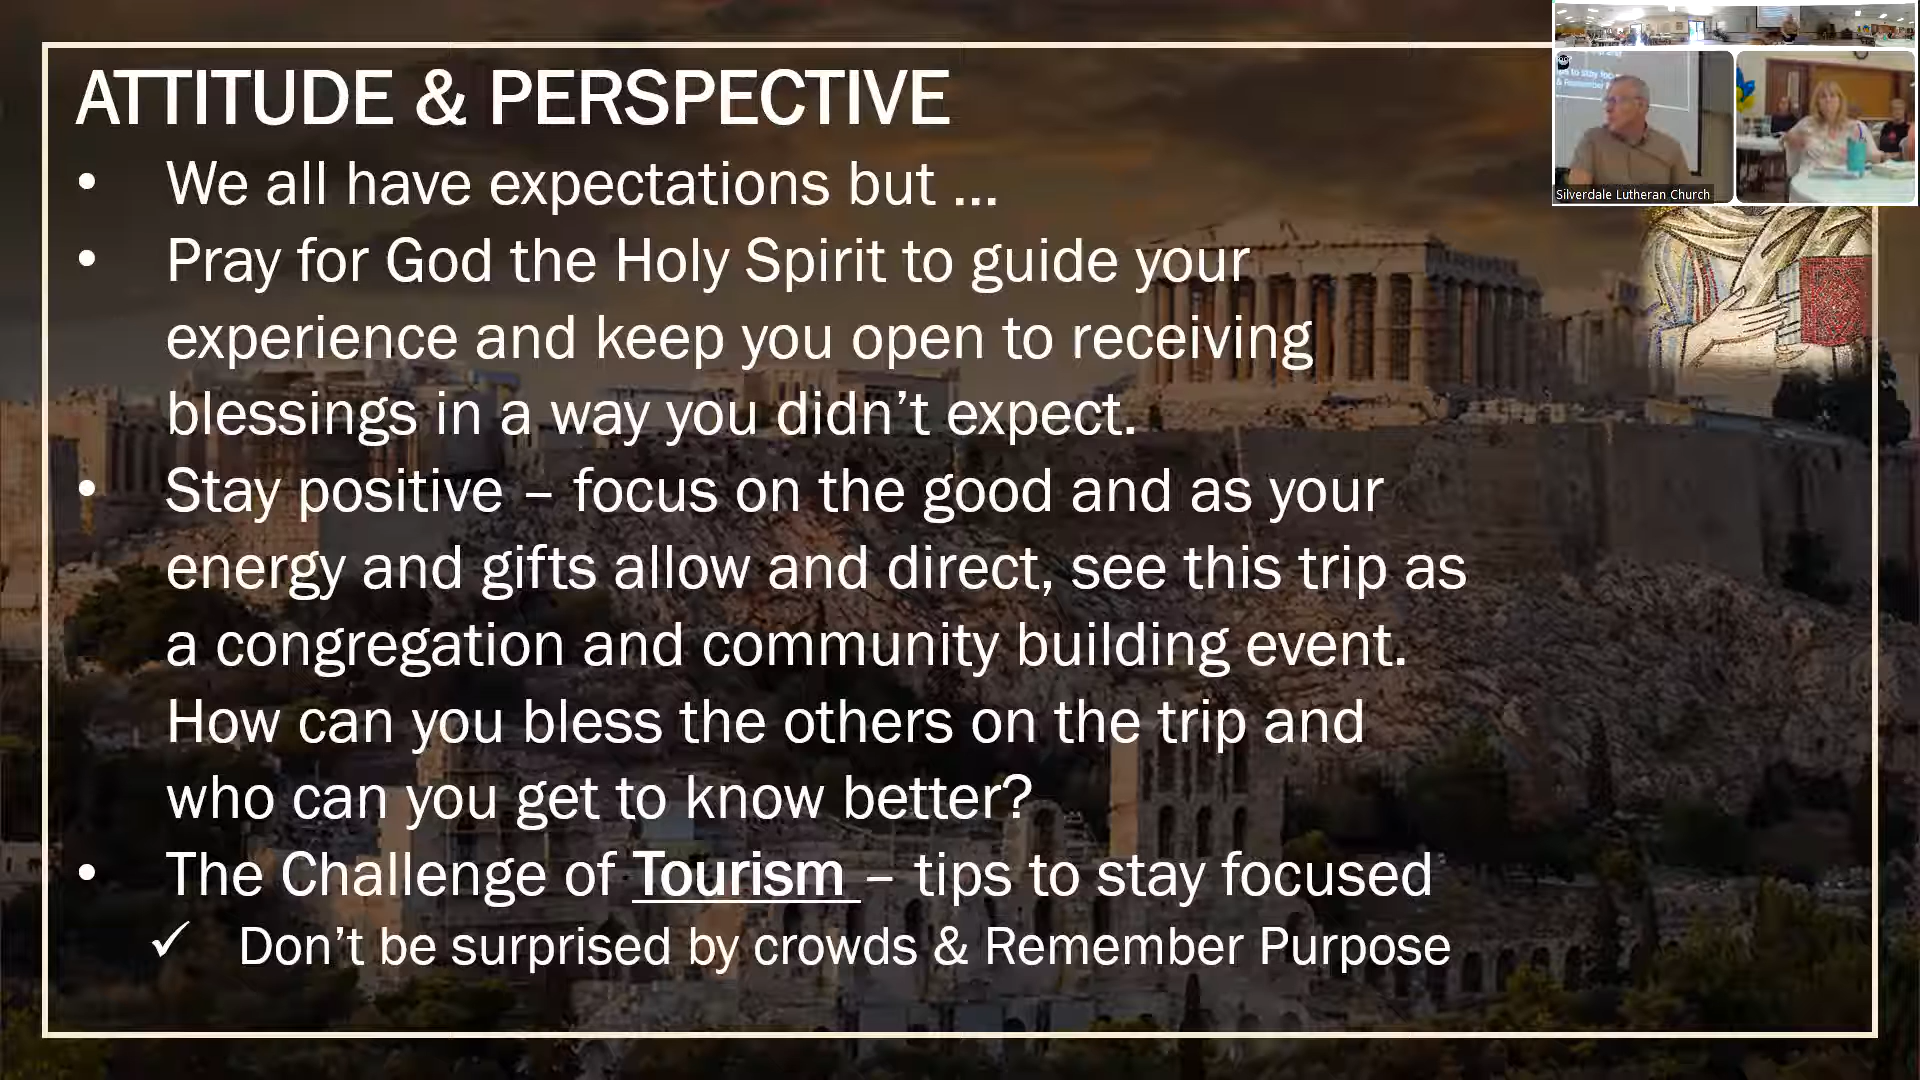 ATTITUDE & PERSPECTIVE
• We all have expectations but ...
• Pray for God the Holy Spirit to guide your
experience and keep you open to receiving
blessings in a way you didn’t expect.
• Stay positive – focus on the good and as your
energy and gifts allow and direct, see this trip as
a congregation and community building event.
How can you bless the others on the trip and
who can you get to know better?
• The Challenge of Tourism – tips to stay focused
✓ Don’t be surprised by crowds & Remember Purpose
Silverdale Lutheran Church